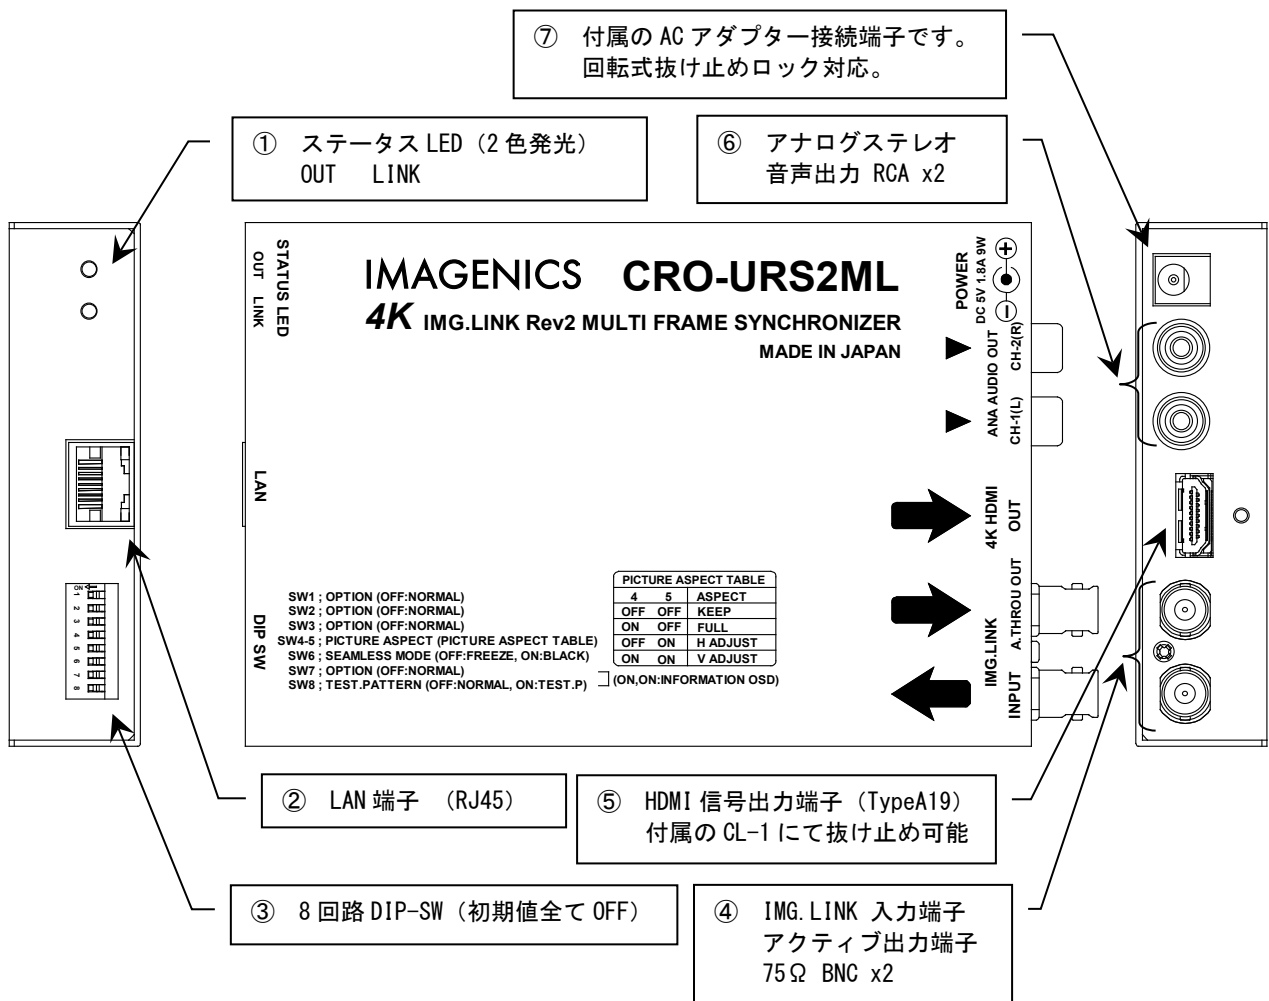 ⑦ 付属の AC アダプター接続端子です。
回転式抜け止めロック対応。
① ステータス LED（2 色発光）
OUT LINK
⑥ アナログステレオ
音声出力 RCA x2
STATUS LED
OUT LINK
IMAGENICS CRO-URS2ML
4K IMG.LINK Rev2 MULTI FRAME SYNCHRONIZER
MADE IN JAPAN
POWER
DC 5V 1.8A 9W
ANA AUDIO OUT
CH-2(R)
CH-1(L)
LAN
4K HDMI
OUT
IMG.LINK
A.THROU OUT
INPUT
DIP SW
SW1 ; OPTION (OFF:NORMAL)
SW2 ; OPTION (OFF:NORMAL)
SW3 ; OPTION (OFF:NORMAL)
SW4-5 ; PICTURE ASPECT (PICTURE ASPECT TABLE)
SW6 ; SEAMLESS MODE (OFF:FREEZE, ON:BLACK)
SW7 ; OPTION (OFF:NORMAL)
SW8 ; TEST.PATTERN (OFF:NORMAL, ON:TEST.P)
(ON,ON:INFORMATION OSD)
PICTURE ASPECT TABLE
4 5 ASPECT
OFF OFF KEEP
ON OFF FULL
OFF ON H ADJUST
ON ON V ADJUST
ON
1
2
3
4
5
6
7
8
② LAN 端子 （RJ45）
⑤ HDMI 信号出力端子（TypeA19）
付属の CL-1 にて抜け止め可能
③ 8 回路 DIP-SW（初期値全て OFF）
④ IMG.LINK 入力端子
アクティブ出力端子
75Ω BNC x2